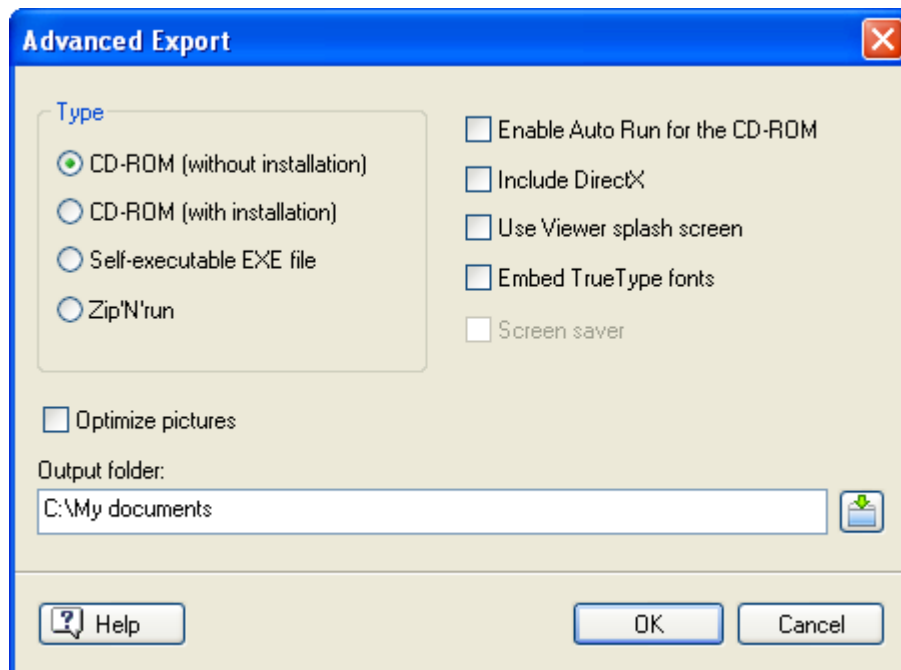 Advanced Export
Type
CD-ROM (without installation)
CD-ROM (with installation)
Self-executable EXE file
Zip'N'run
Enable Auto Run for the CD-ROM
Include DirectX
Use Viewer splash screen
Embed TrueType fonts
Screen saver
Optimize pictures
Output folder:
C:\My documents
Help
OK
Cancel